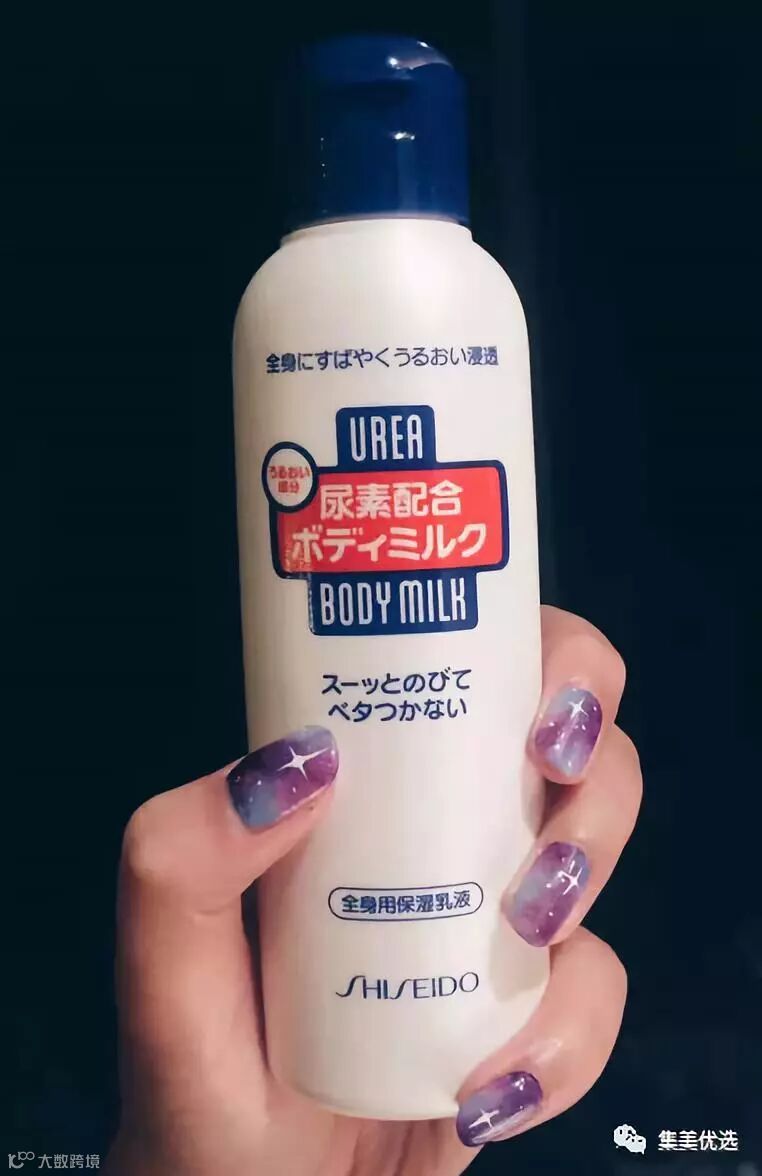 全身にすばやくうるおい浸透
UREA
うるおい
成分
尿素配合
ボディミルク
BODY MILK
スーッとのびて
ベタつかない
全身用保湿乳液
SHISEIDO
集美优选
大数跨境